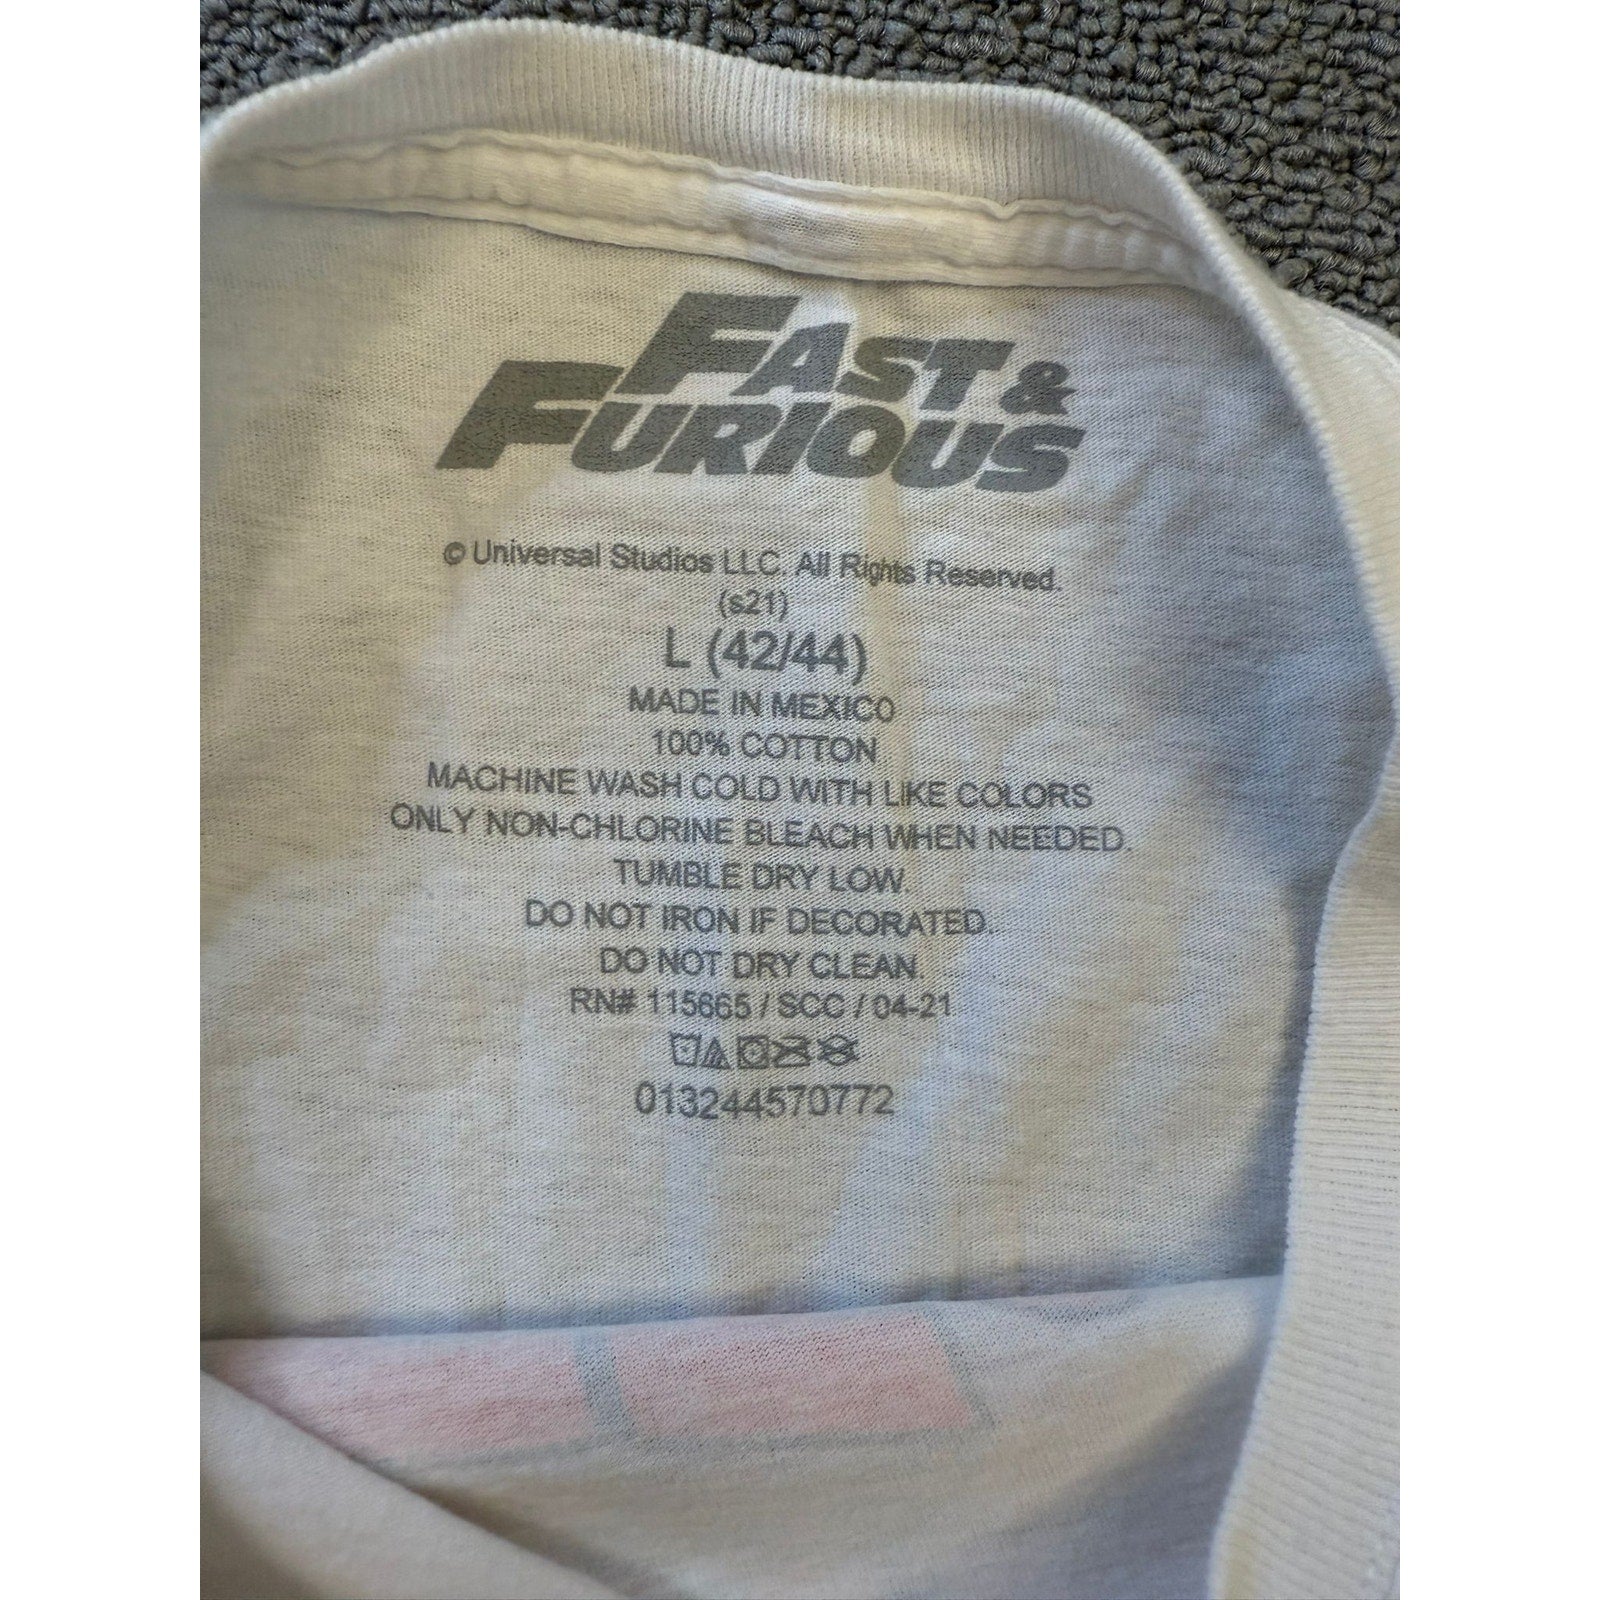 FAST &
FURIOUS
© Universal Studios LLC. All Rights Reserved.
(s21)
L (42/44)
MADE IN MEXICO
100% COTTON
MACHINE WASH COLD WITH LIKE COLORS
ONLY NON-CHLORINE BLEACH WHEN NEEDED.
TUMBLE DRY LOW.
DO NOT IRON IF DECORATED.
DO NOT DRY CLEAN.
RN# 115665 / SCC / 04-21
013244570772